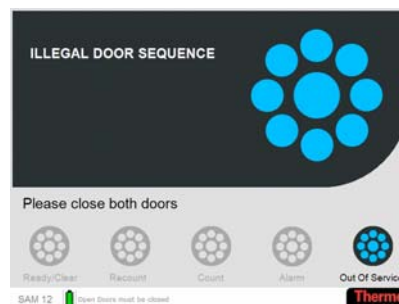 ILLEGAL DOOR SEQUENCE
Please close both doors
Ready/Clear Recount Count Alarm Out Of Service
SAM 12 Open Doors must be closed Thermo